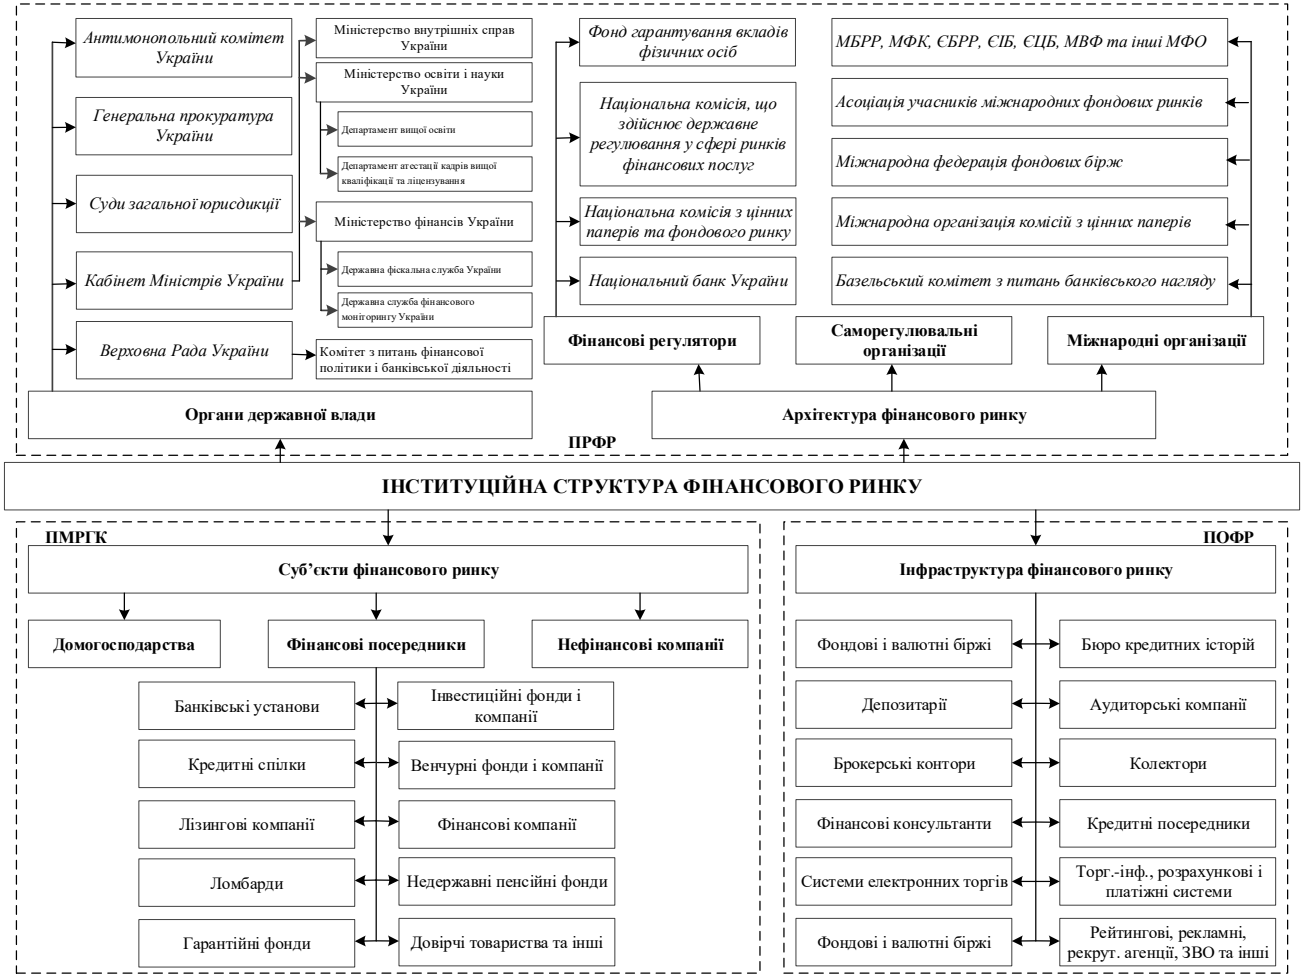 Антимонопольний комітет
України
Генеральна прокуратура
України
Суди загальної юрисдикції
Кабінет Міністрів України
Верховна Рада України
Міністерство внутрішніх справ
України
Міністерство освіти і науки
України
Департамент вищої освіти
Департамент атестації кадрів вищої
кваліфікації та ліцензування
Міністерство фінансів України
Державна фіскальна служба України
Державна служба фінансового
моніторингу України
Комітет з питань фінансової
політики і банківської діяльності
Органи державної влади
Фонд гарантування вкладів
фізичних осіб
Національна комісія, що
здійснює державне
регулювання у сфері ринків
фінансових послуг
Національна комісія з цінних
паперів та фондового ринку
Національний банк України
Фінансові регулятори
МБРР, МФК, ЄБРР, ЄІБ, ЄЦБ, МВФ та інші МФО
Асоціація учасників міжнародних фондових ринків
Міжнародна федерація фондових бірж
Міжнародна організація комісій з цінних паперів
Базельський комітет з питань банківського нагляду
Саморегулювальні
організації
Міжнародні організації
Архітектура фінансового ринку
ПРФР
ІНСТИТУЦІЙНА СТРУКТУРА ФІНАНСОВОГО РИНКУ
ПМРГК
Суб’єкти фінансового ринку
Домогосподарства
Фінансові посередники
Нефінансові компанії
Банківські установи
Інвестиційні фонди і
компанії
Кредитні спілки
Венчурні фонди і компанії
Лізингові компанії
Фінансові компанії
Ломбарди
Недержавні пенсійні фонди
Гарантійні фонди
Довірчі товариства та інші
ПОФР
Інфраструктура фінансового ринку
Фондові і валютні біржі
Бюро кредитних історій
Депозитарії
Аудиторські компанії
Брокерські контори
Колектори
Фінансові консультанти
Кредитні посередники
Системи електронних торгів
Торг.-інф., розрахункові і
платіжні системи
Фондові і валютні біржі
Рейтингові, рекламні,
рекрут. агенції, ЗВО та інші